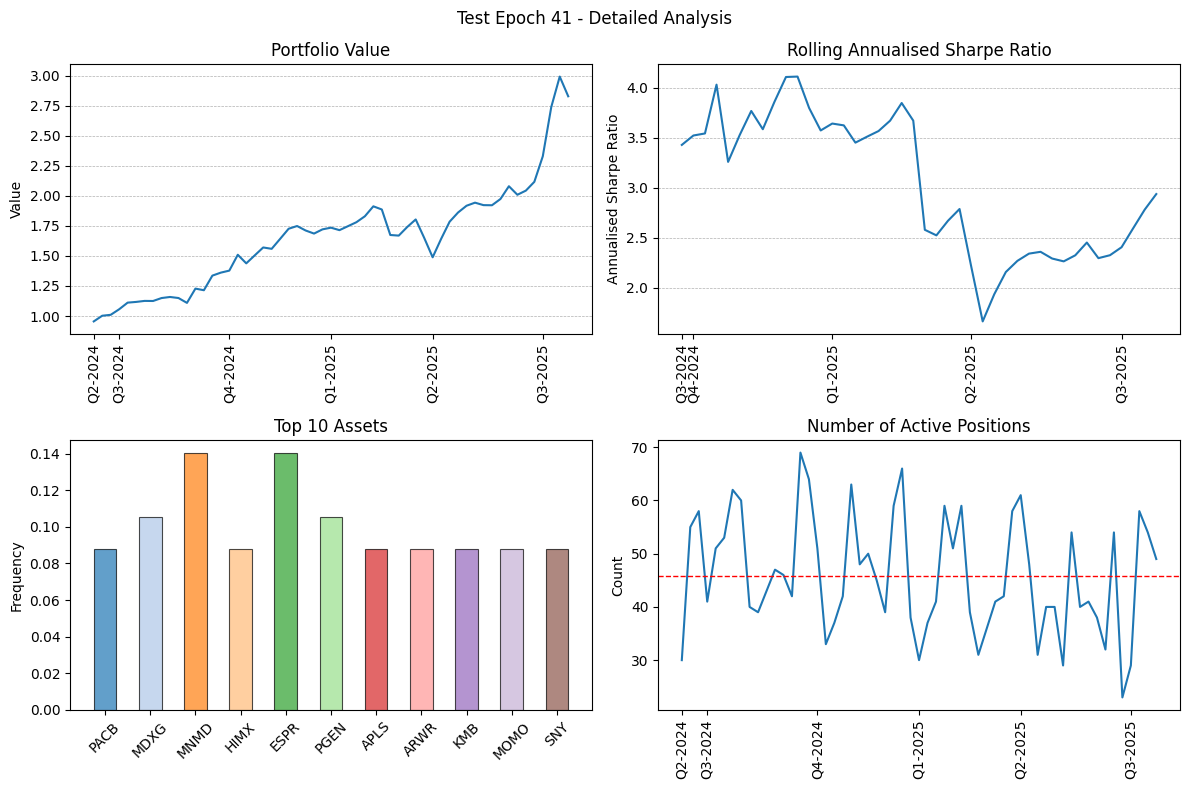 Test Epoch 41 - Detailed Analysis
Portfolio Value
Value
3.00
2.75
2.50
2.25
2.00
1.75
1.50
1.25
1.00
Q2-2024
Q3-2024
Q4-2024
Q1-2025
Q2-2025
Q3-2025
Rolling Annualised Sharpe Ratio
Annualised Sharpe Ratio
4.0
3.5
3.0
2.5
2.0
Q3-2024
Q4-2024
Q1-2025
Q2-2025
Q3-2025
Top 10 Assets
Frequency
0.14
0.12
0.10
0.08
0.06
0.04
0.02
0.00
PACB
MDXG
MNMD
HIMX
ESPR
PGEN
APLS
ARWR
KMB
MOMO
SNY
Number of Active Positions
Count
70
60
50
40
30
Q2-2024
Q3-2024
Q4-2024
Q1-2025
Q2-2025
Q3-2025